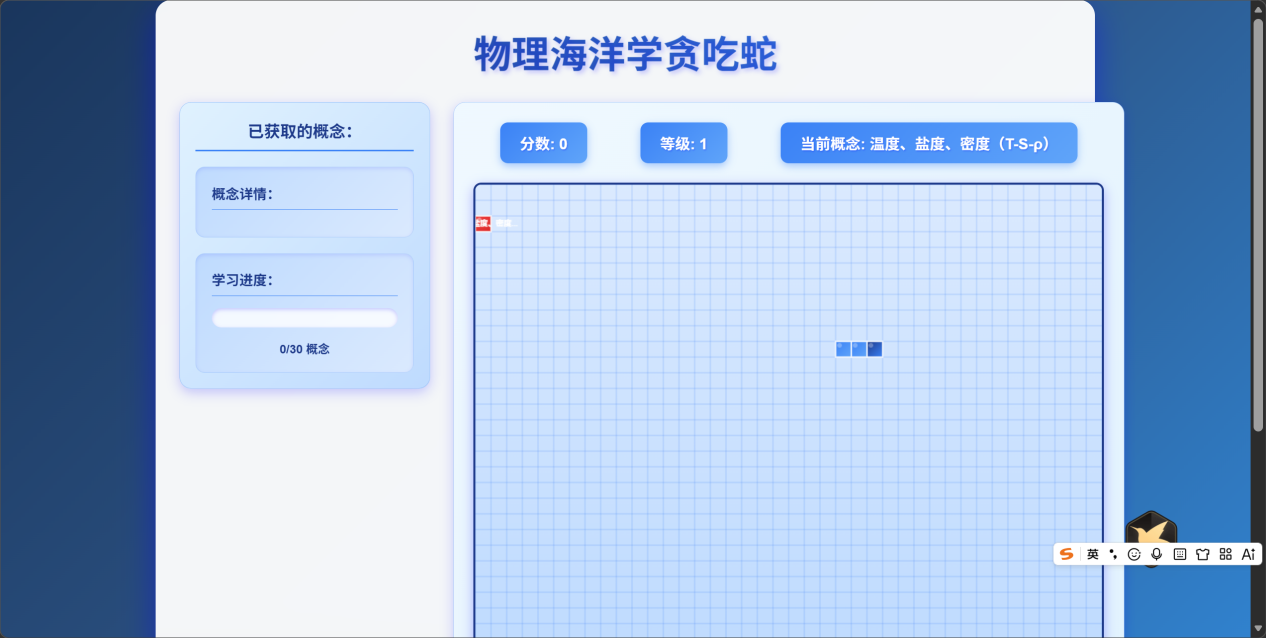 物理海洋学贪吃蛇
已获取的概念：
概念详情：
学习进度：
0/30 概念
分数: 0
等级: 1
当前概念: 温度、盐度、密度（T-S-ρ）
英